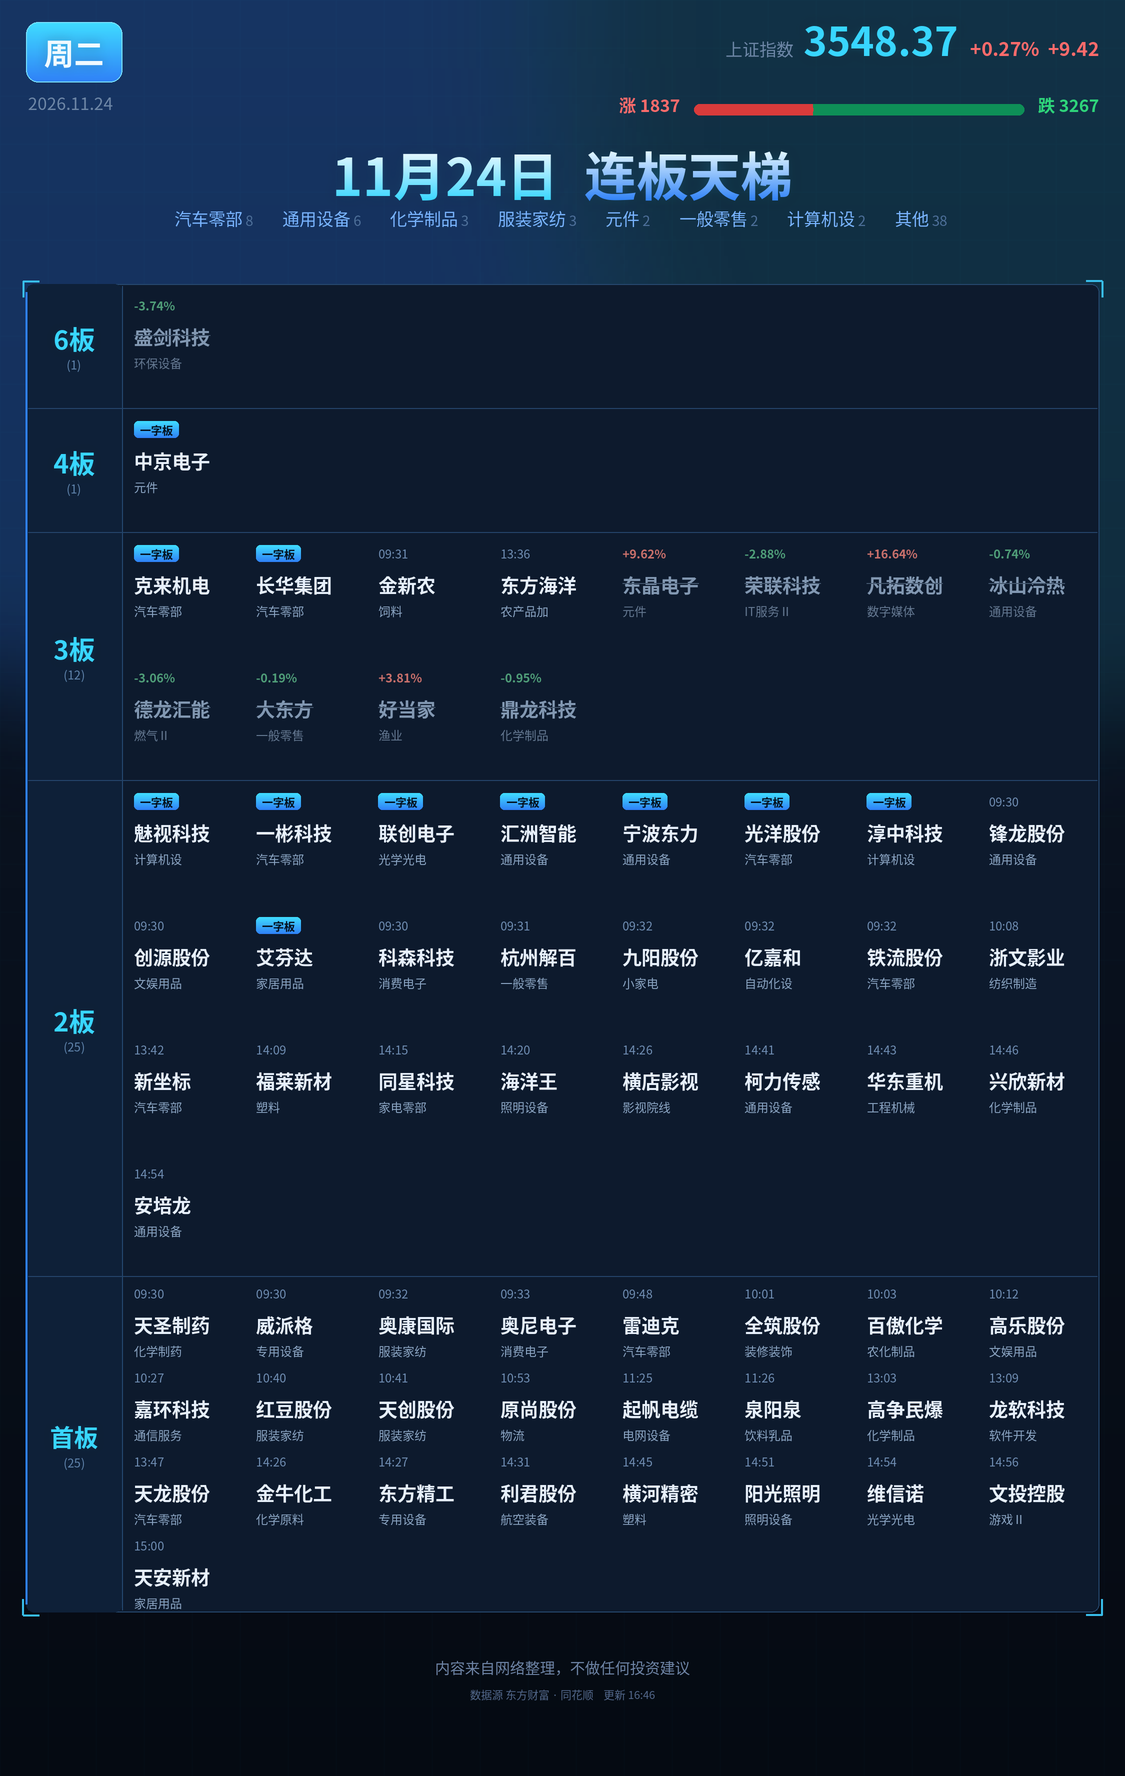 周二
2026.11.24
上证指数 3548.37 +0.27% +9.42
涨 1837 跌 3267
11月24日 连板天梯
汽车零部 8 通用设备 6 化学制品 3 服装家纺 3 元件 2 一般零售 2 计算机设 2 其他 38
6板
(1)
-3.74%
盛剑科技
环保设备
4板
(1)
一字板
中京电子
元件
3板
(12)
一字板 一字板 09:31 13:36 +9.62% -2.88% +16.64% -0.74%
克来机电 长华集团 金新农 东方海洋 东晶电子 荣联科技 凡拓数创 冰山冷热
汽车零部 汽车零部 饲料 农产品加 元件 IT服务Ⅱ 数字媒体 通用设备
-3.06% -0.19% +3.81% -0.95%
德龙汇能 大东方 好当家 鼎龙科技
燃气Ⅱ 一般零售 渔业 化学制品
2板
(25)
一字板 一字板 一字板 一字板 一字板 一字板 一字板 09:30
魅视科技 一彬科技 联创电子 汇洲智能 宁波东力 光洋股份 淳中科技 锋龙股份
计算机设 汽车零部 光学光电 通用设备 通用设备 汽车零部 计算机设 通用设备
09:30 一字板 09:30 09:31 09:32 09:32 09:32 10:08
创源股份 艾芬达 科森科技 杭州解百 九阳股份 亿嘉和 铁流股份 浙文影业
文娱用品 家居用品 消费电子 一般零售 小家电 自动化设 汽车零部 纺织制造
13:42 14:09 14:15 14:20 14:26 14:41 14:43 14:46
新坐标 福莱新材 同星科技 海洋王 横店影视 柯力传感 华东重机 兴欣新材
汽车零部 塑料 家电零部 照明设备 影视院线 通用设备 工程机械 化学制品
14:54
安培龙
通用设备
首板
(25)
09:30 09:30 09:32 09:33 09:48 10:01 10:03 10:12
天圣制药 威派格 奥康国际 奥尼电子 雷迪克 全筑股份 百傲化学 高乐股份
化学制药 专用设备 服装家纺 消费电子 汽车零部 装修装饰 农化制品 文娱用品
10:27 10:40 10:41 10:53 11:25 11:26 13:03 13:09
嘉环科技 红豆股份 天创股份 原尚股份 起帆电缆 泉阳泉 高争民爆 龙软科技
通信服务 服装家纺 服装家纺 物流 电网设备 饮料乳品 化学制品 软件开发
13:47 14:26 14:27 14:31 14:45 14:51 14:54 14:56
天龙股份 金牛化工 东方精工 利君股份 横河精密 阳光照明 维信诺 文投控股
汽车零部 化学原料 专用设备 航空装备 塑料 照明设备 光学光电 游戏Ⅱ
15:00
天安新材
家居用品
内容来自网络整理，不做任何投资建议
数据源 东方财富 · 同花顺 更新 16:46